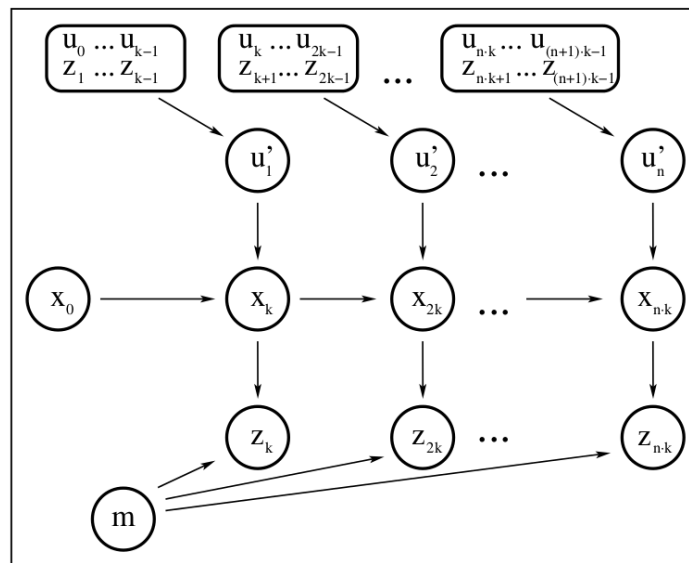 u₀ ... uₖ₋₁ uₖ ... u₂ₖ₋₁ uₙ·ₖ ... u₍ₙ₊₁₎·ₖ₋₁
z₁ ... zₖ₋₁ zₖ₊₁ ... z₂ₖ₋₁ ... zₙ·ₖ₊₁ ... z₍ₙ₊₁₎·ₖ₋₁
u'₁ u'₂ ... u'ₙ
x₀ xₖ x₂ₖ ... xₙ·ₖ
zₖ z₂ₖ ... zₙ·ₖ
m